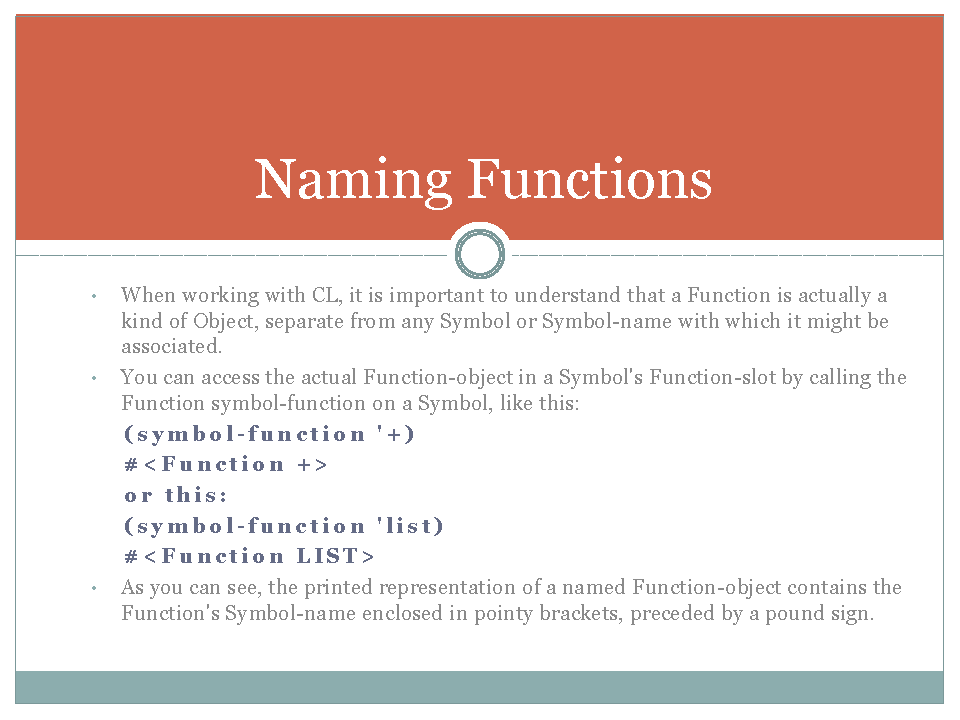 Naming Functions
• When working with CL, it is important to understand that a Function is actually a
kind of Object, separate from any Symbol or Symbol-name with which it might be
associated.
• You can access the actual Function-object in a Symbol's Function-slot by calling the
Function symbol-function on a Symbol, like this:
(symbol-function '+)
#<Function +>
or this:
(symbol-function 'list)
#<Function LIST>
• As you can see, the printed representation of a named Function-object contains the
Function's Symbol-name enclosed in pointy brackets, preceded by a pound sign.